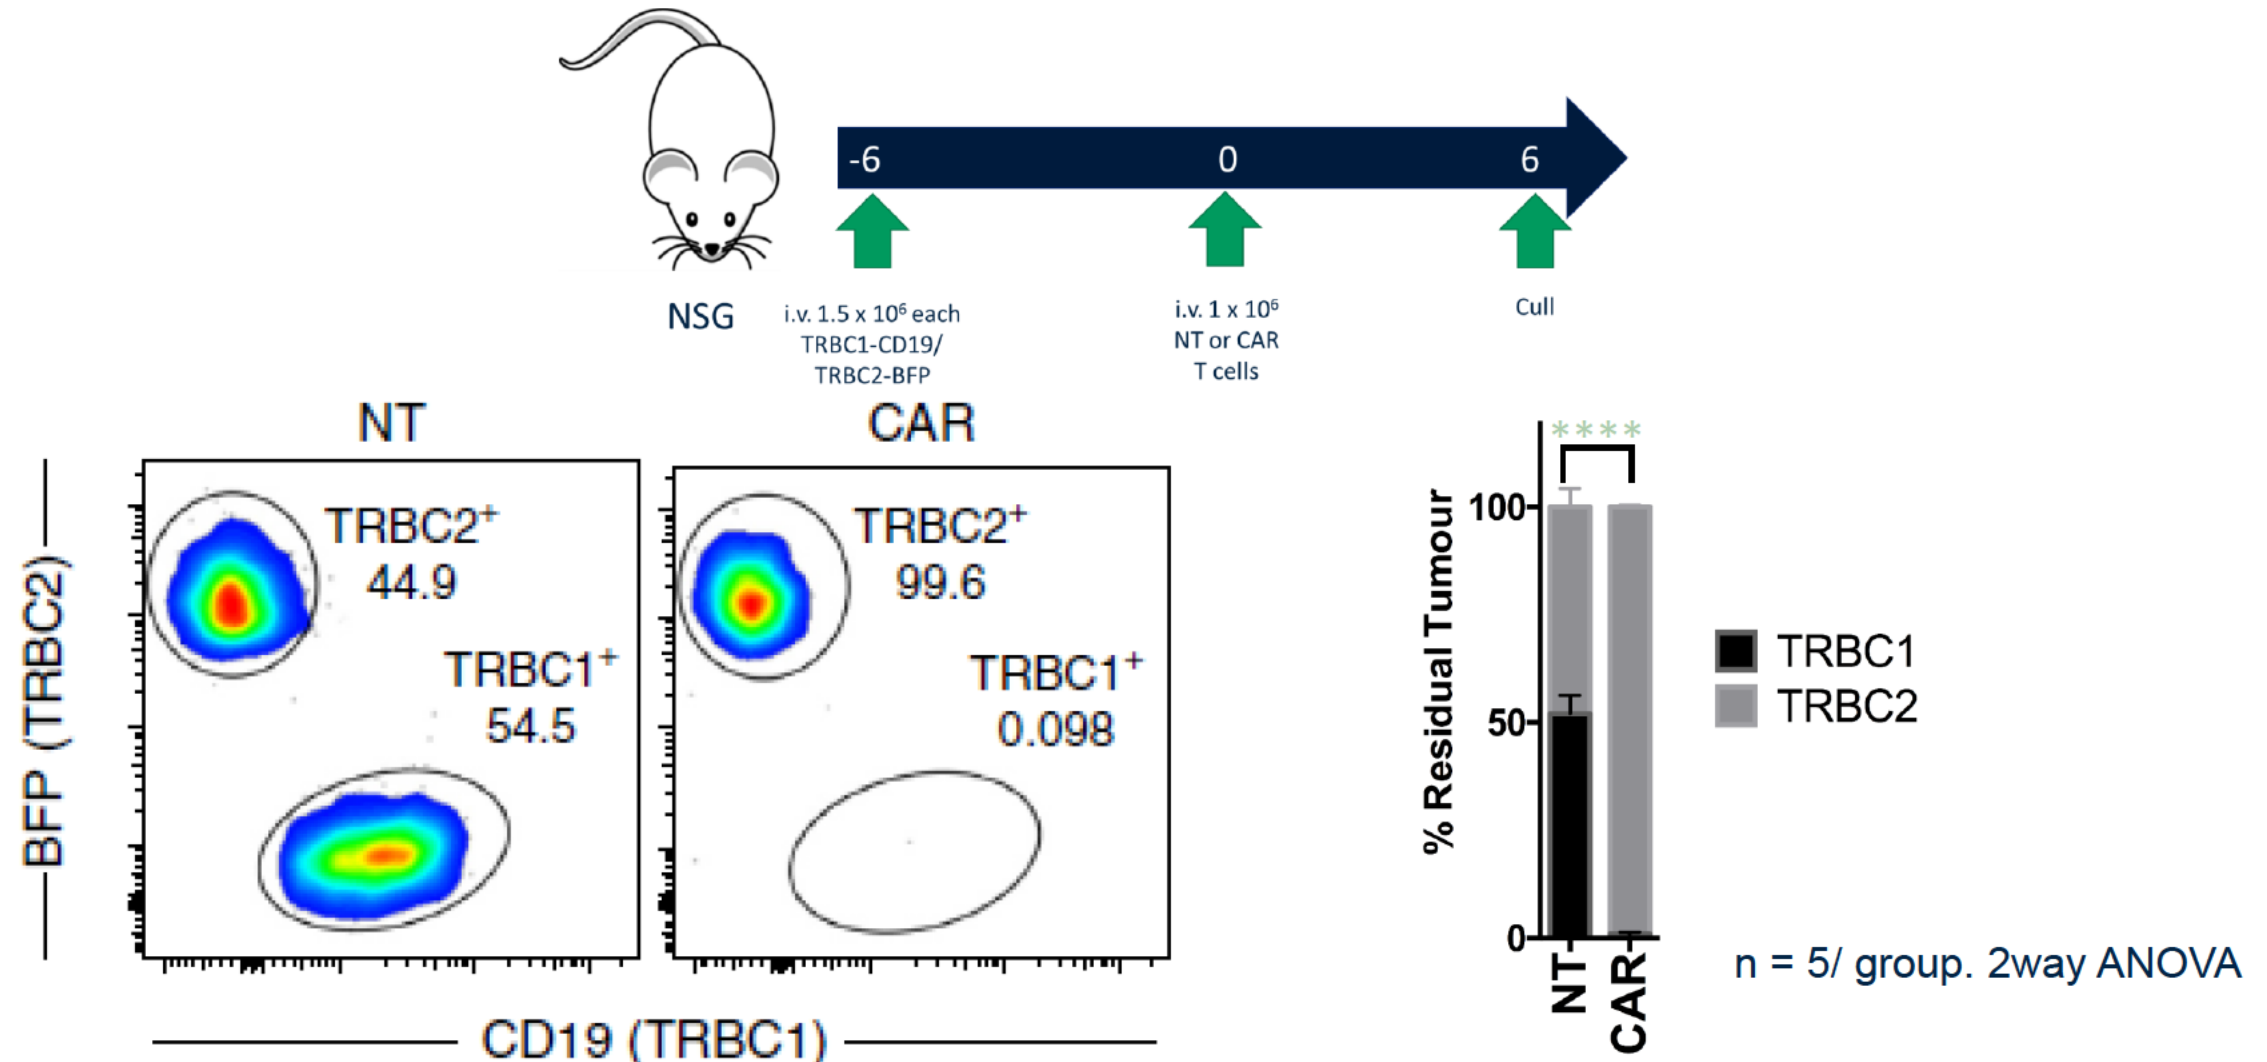 -6
0
6
NSG
i.v. 1.5 x 10⁶ each
TRBC1-CD19/
TRBC2-BFP
i.v. 1 x 10⁶
NT or CAR
T cells
Cull
NT
CAR
BFP (TRBC2)
TRBC2⁺
44.9
TRBC1⁺
54.5
TRBC2⁺
99.6
TRBC1⁺
0.098
CD19 (TRBC1)
****
% Residual Tumour
100
50
0
NT
CAR
TRBC1
TRBC2
n = 5/ group. 2way ANOVA